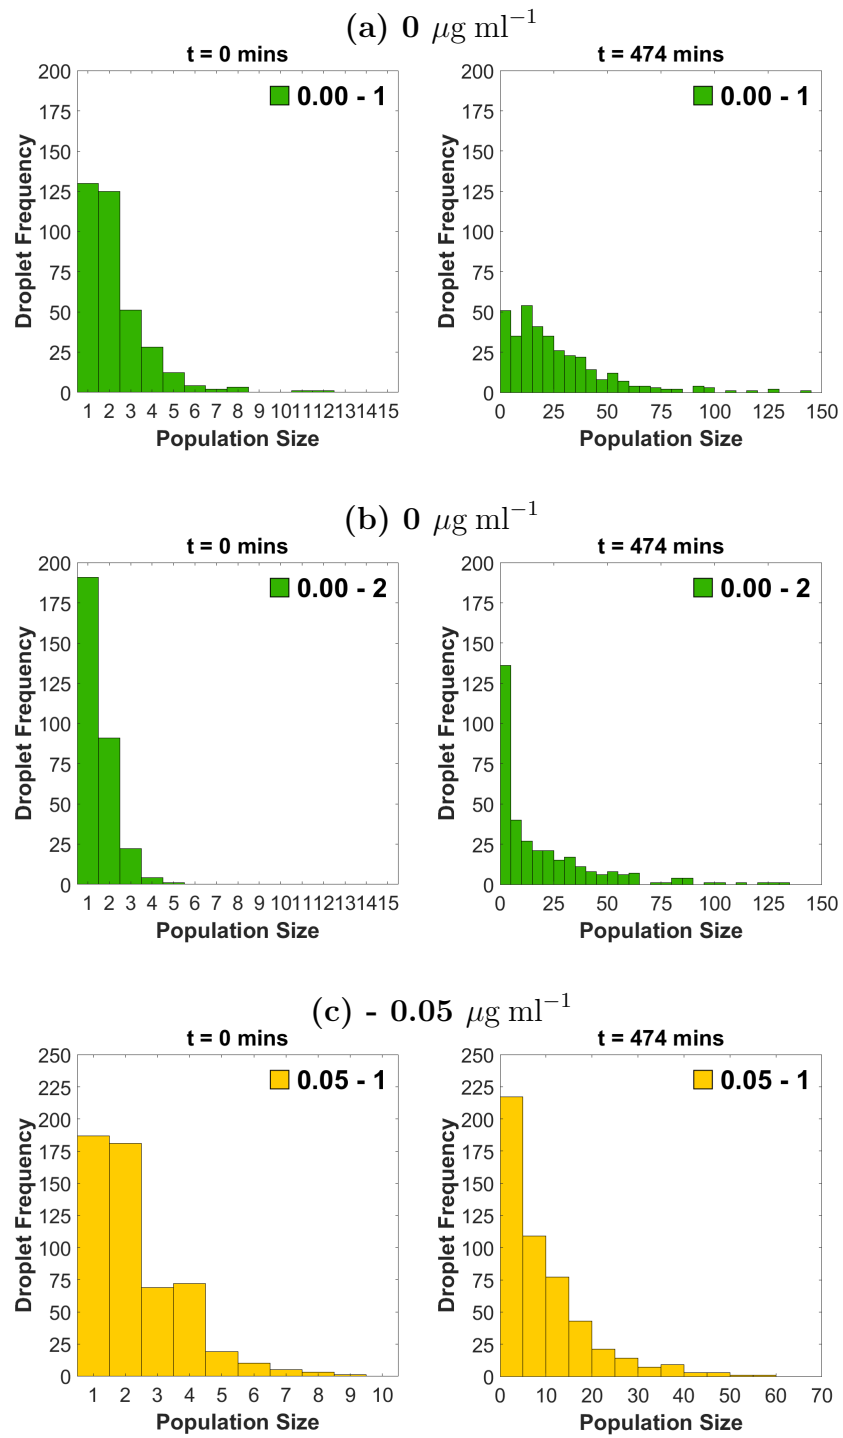 (a) 0 μg ml⁻¹
t = 0 mins
t = 474 mins
200
175
150
125
100
75
50
25
0
Droplet Frequency
0.00 - 1
1 2 3 4 5 6 7 8 9 10 11 12 13 14 15
Population Size
200
175
150
125
100
75
50
25
0
Droplet Frequency
0.00 - 1
0 25 50 75 100 125 150
Population Size
(b) 0 μg ml⁻¹
t = 0 mins
t = 474 mins
200
175
150
125
100
75
50
25
0
Droplet Frequency
0.00 - 2
1 2 3 4 5 6 7 8 9 10 11 12 13 14 15
Population Size
200
175
150
125
100
75
50
25
0
Droplet Frequency
0.00 - 2
0 25 50 75 100 125 150
Population Size
(c) - 0.05 μg ml⁻¹
t = 0 mins
t = 474 mins
250
225
200
175
150
125
100
75
50
25
0
Droplet Frequency
0.05 - 1
1 2 3 4 5 6 7 8 9 10
Population Size
250
225
200
175
150
125
100
75
50
25
0
Droplet Frequency
0.05 - 1
0 10 20 30 40 50 60 70
Population Size